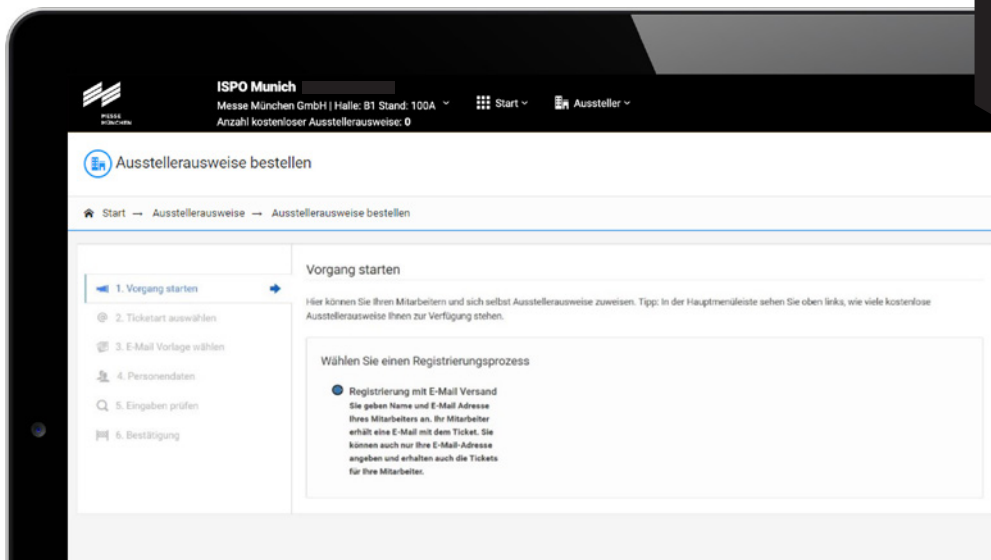 MESSE
MÜNCHEN
ISPO Munich
Messe München GmbH | Halle: B1 Stand: 100A
Anzahl kostenloser Ausstellerausweise: 0
Start
Aussteller
Ausstellerausweise bestellen
Start → Ausstellerausweise → Ausstellerausweise bestellen
1. Vorgang starten
2. Ticketart auswählen
3. E-Mail Vorlage wählen
4. Personendaten
5. Eingaben prüfen
6. Bestätigung
Vorgang starten
Hier können Sie Ihren Mitarbeitern und sich selbst Ausstellerausweise zuweisen. Tipp: In der Hauptmenüleiste sehen Sie oben links, wie viele kostenlose
Ausstellerausweise Ihnen zur Verfügung stehen.
Wählen Sie einen Registrierungsprozess
Registrierung mit E-Mail Versand
Sie geben Name und E-Mail Adresse
Ihres Mitarbeiters an. Ihr Mitarbeiter
erhält eine E-Mail mit dem Ticket. Sie
können auch nur Ihre E-Mail-Adresse
angeben und erhalten auch die Tickets
für Ihre Mitarbeiter.